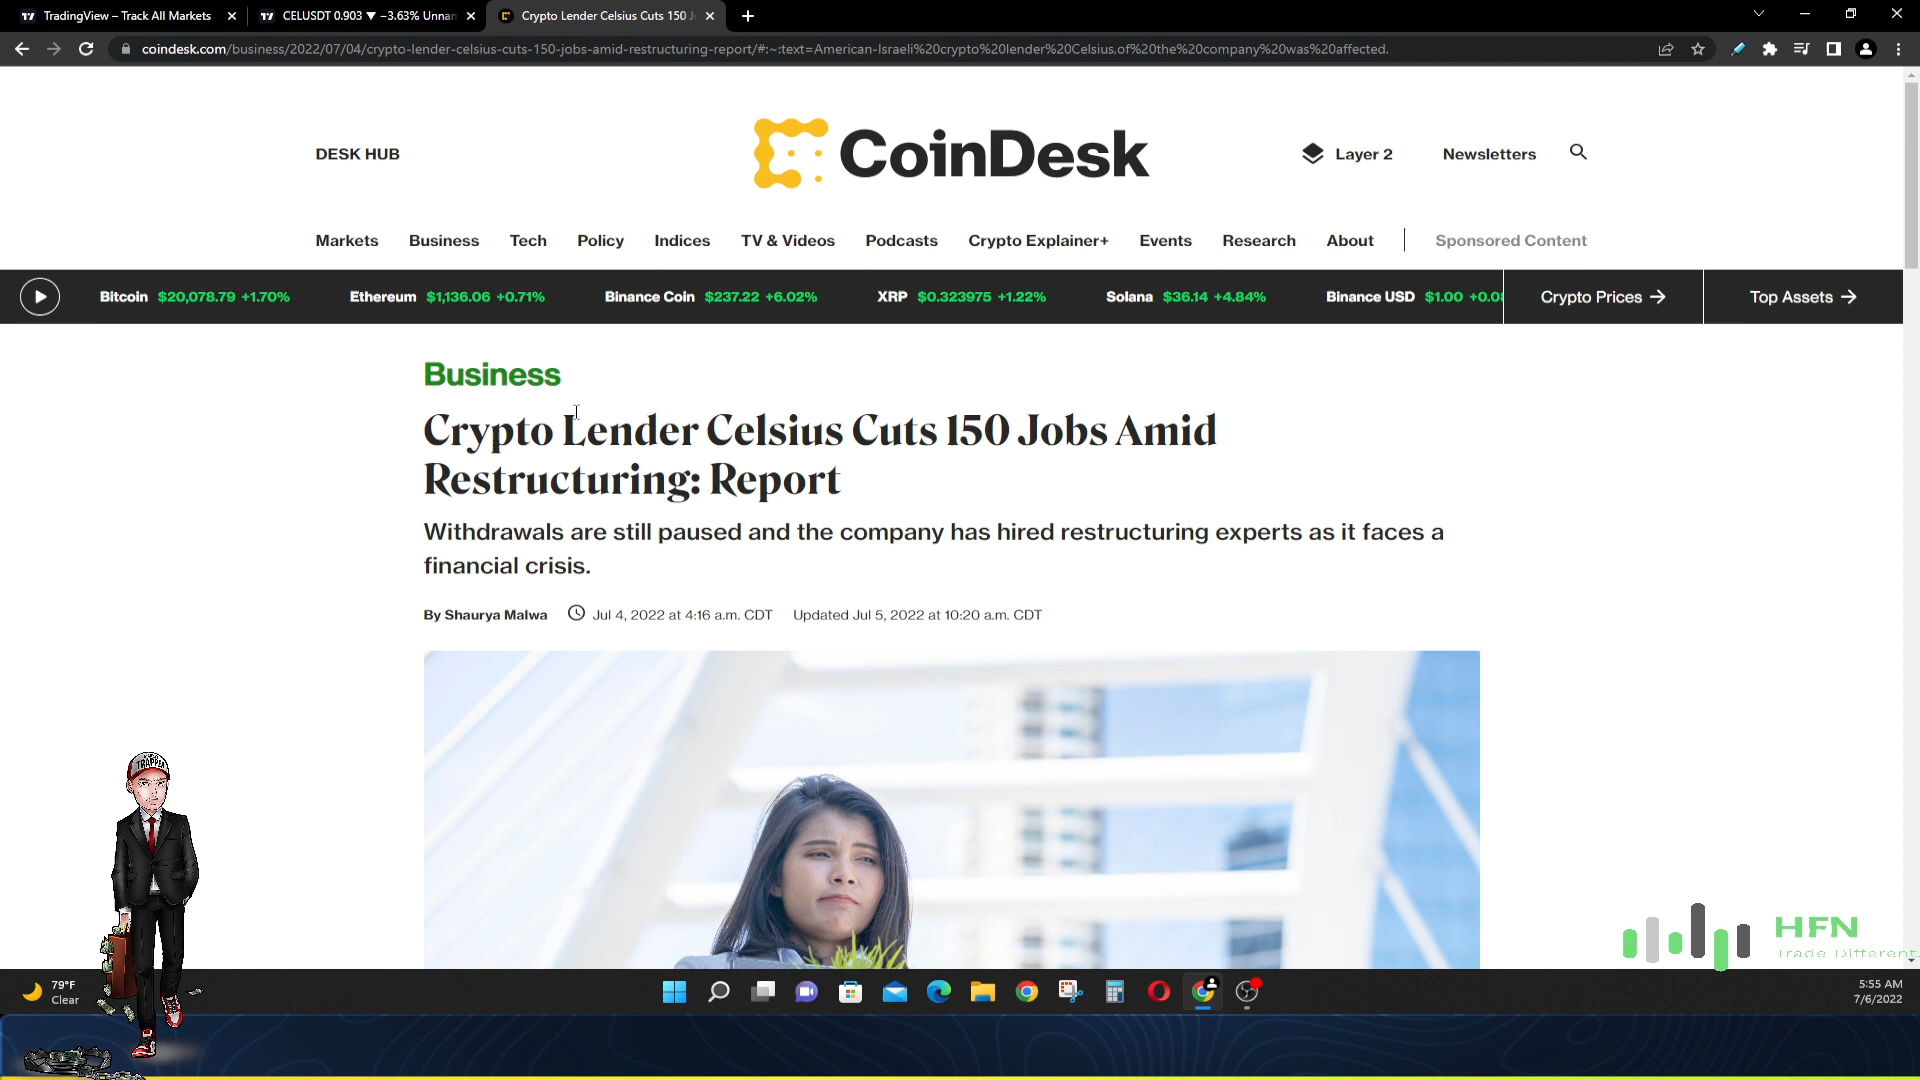 TradingView – Track All Markets
CELUSDT 0.903 ▼ −3.63% Unnar
Crypto Lender Celsius Cuts 150 J
coindesk.com/business/2022/07/04/crypto-lender-celsius-cuts-150-jobs-amid-restructuring-report/#:~:text=American-Israeli%20crypto%20lender%20Celsius,of%20the%20company%20was%20affected.
DESK HUB
CoinDesk
Layer 2
Newsletters
Markets Business Tech Policy Indices TV & Videos Podcasts Crypto Explainer+ Events Research About Sponsored Content
Bitcoin $20,078.79 +1.70% Ethereum $1,136.06 +0.71% Binance Coin $237.22 +6.02% XRP $0.323975 +1.22% Solana $36.14 +4.84% Binance USD $1.00 +0.0 Crypto Prices → Top Assets →
Business
Crypto Lender Celsius Cuts 150 Jobs Amid
Restructuring: Report
Withdrawals are still paused and the company has hired restructuring experts as it faces a
financial crisis.
By Shaurya Malwa Jul 4, 2022 at 4:16 a.m. CDT Updated Jul 5, 2022 at 10:20 a.m. CDT
TRAPPER
HFN
Trade Different.
79°F
Clear
5:55 AM
7/6/2022